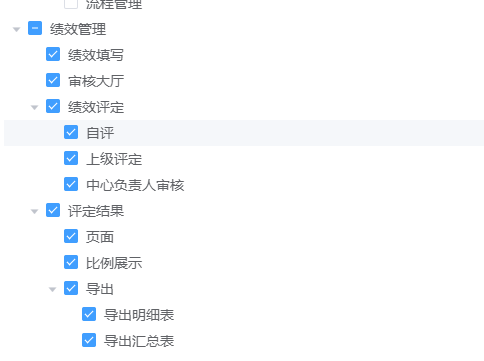 流程管理
绩效管理
绩效填写
审核大厅
绩效评定
自评
上级评定
中心负责人审核
评定结果
页面
比例展示
导出
导出明细表
导出汇总表